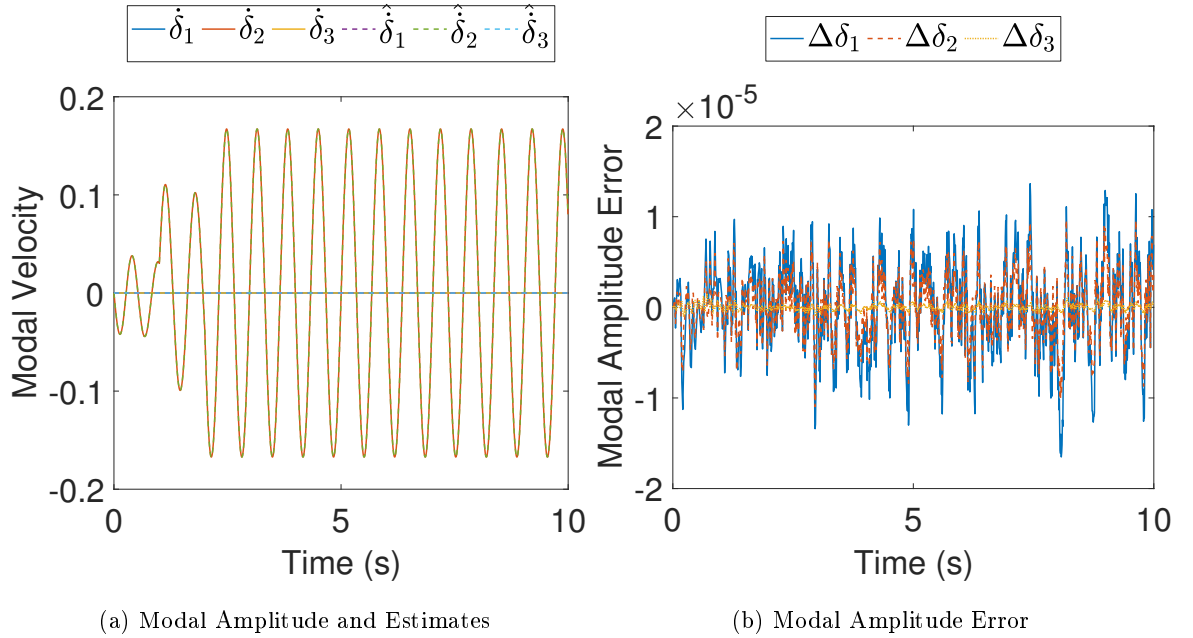 δ̇₁ δ̇₂ δ̇₃ δ̇̂₁ δ̇̂₂ δ̇̂₃
0.2
0.1
0
-0.1
-0.2
Modal Velocity
0 5 10
Time (s)
(a) Modal Amplitude and Estimates
Δδ₁ Δδ₂ Δδ₃
×10⁻⁵
2
1
0
-1
-2
Modal Amplitude Error
0 5 10
Time (s)
(b) Modal Amplitude Error